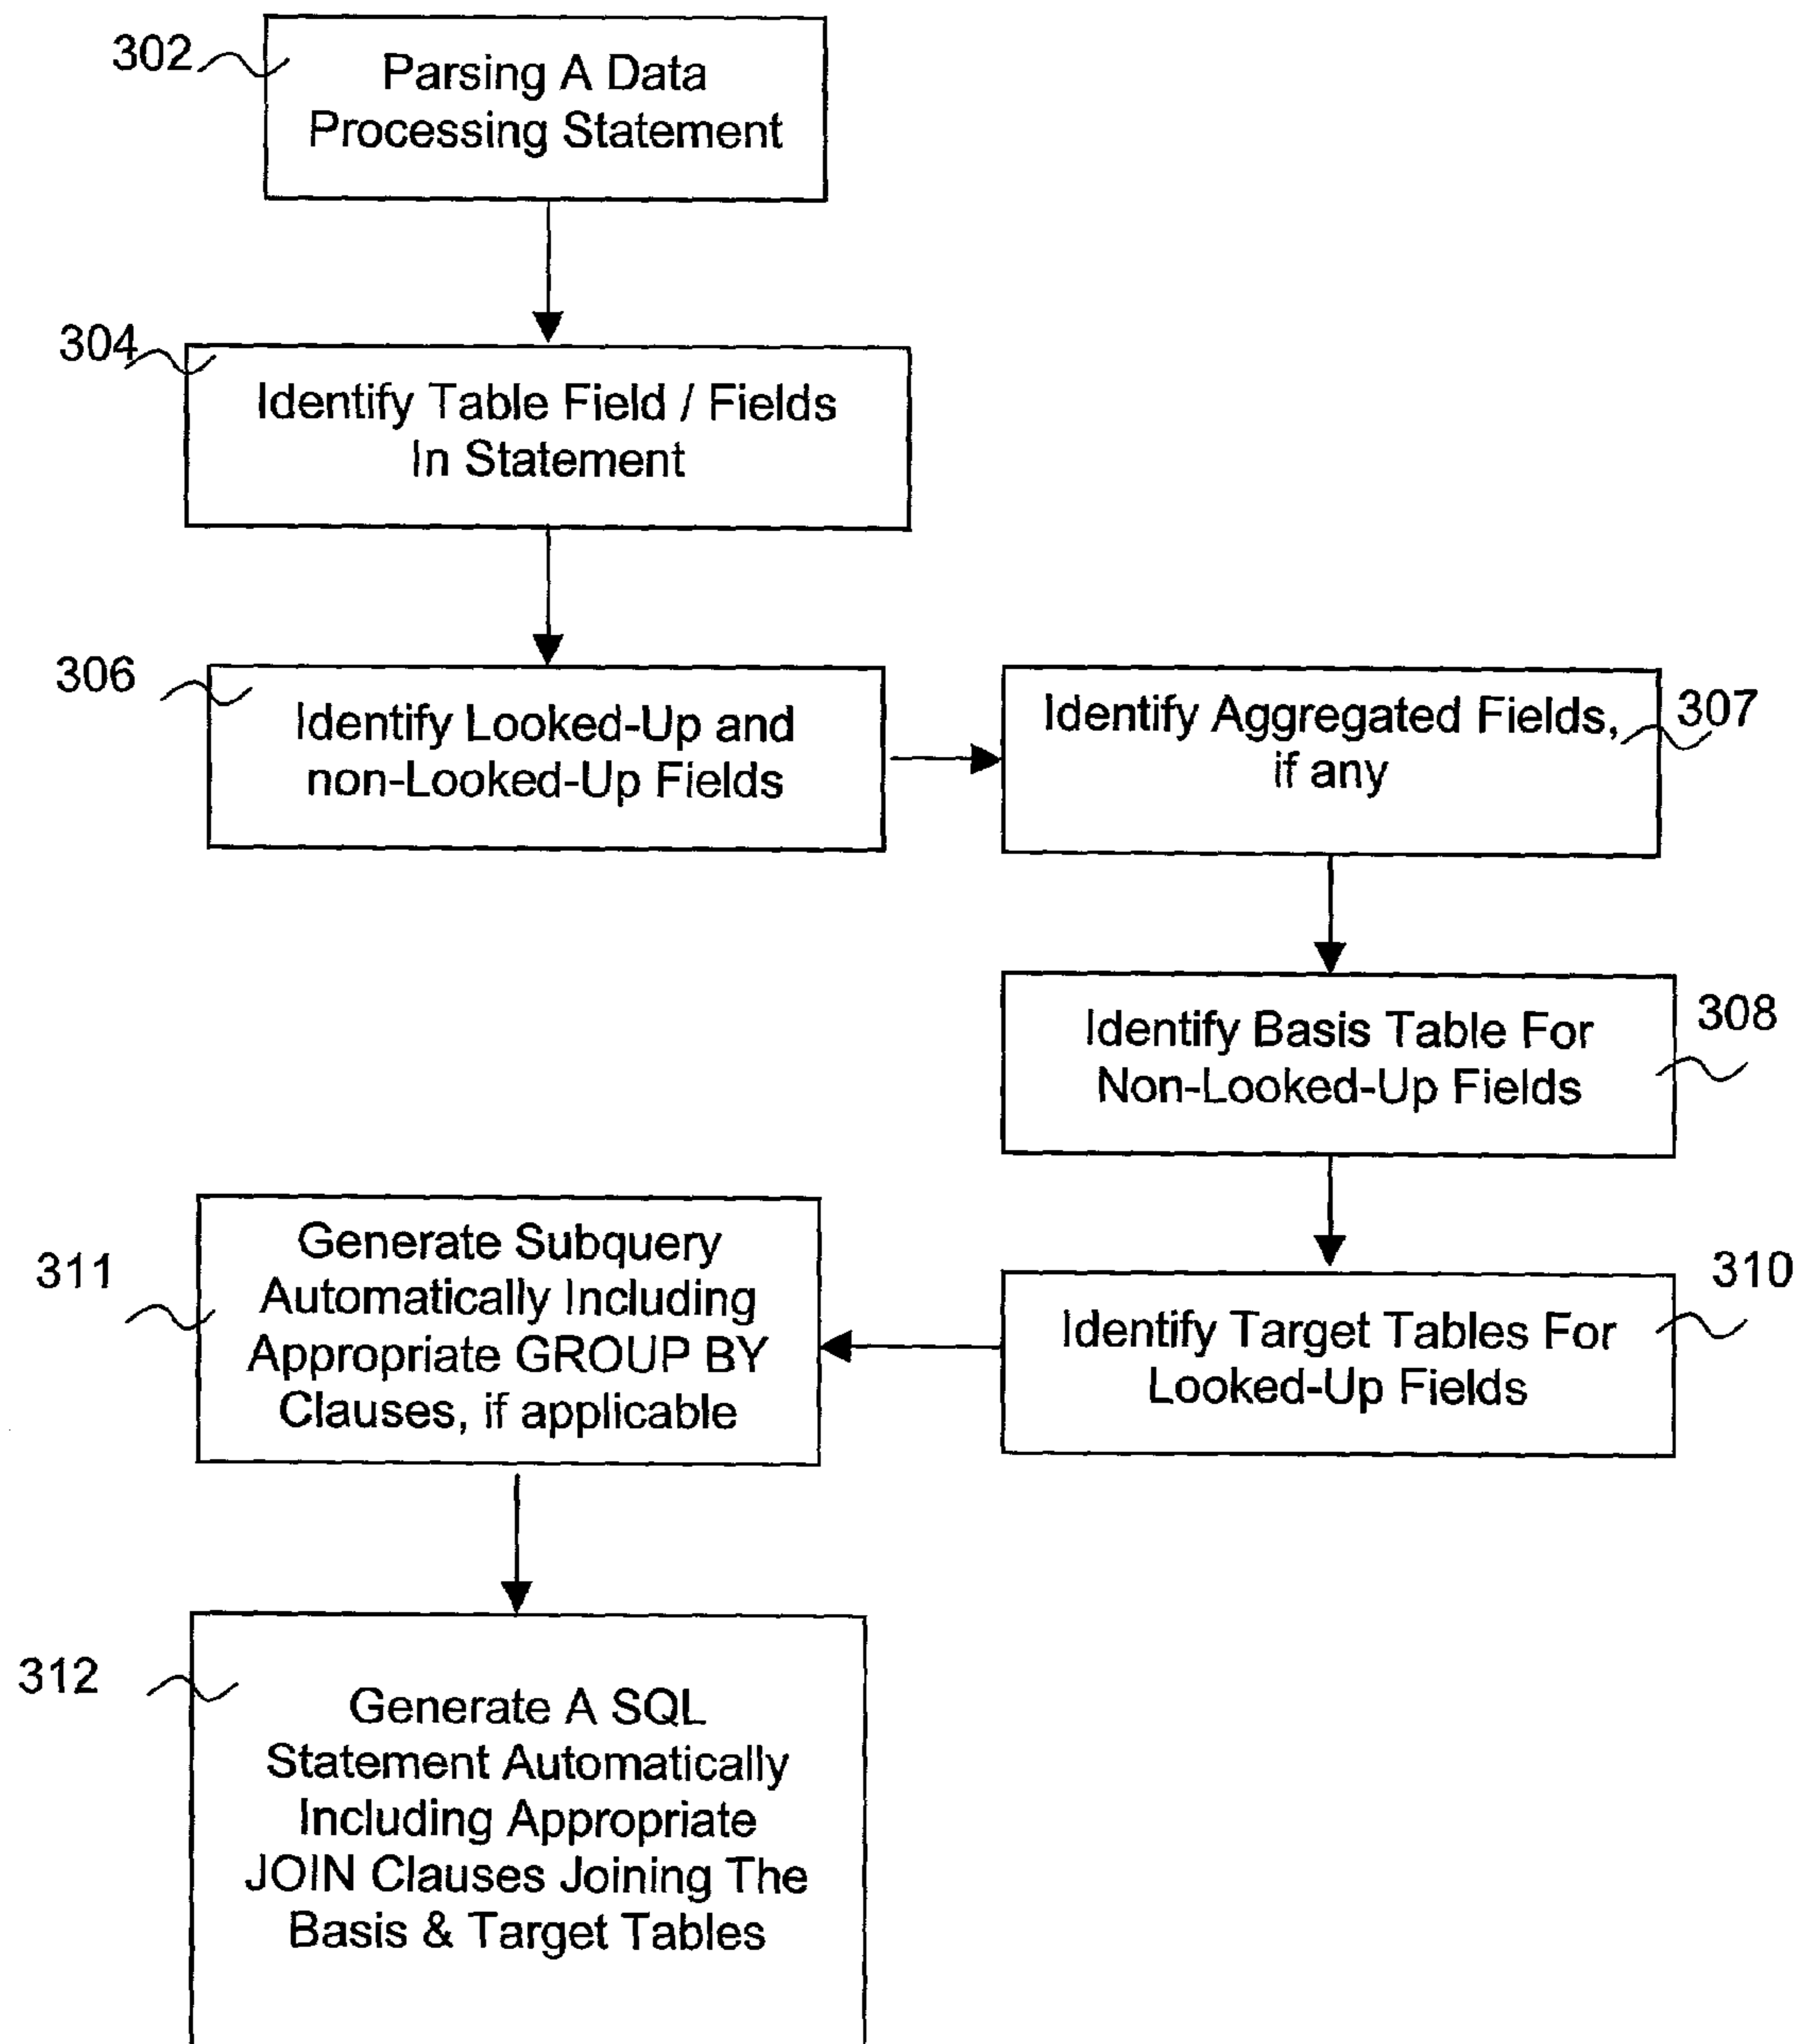 302
Parsing A Data
Processing Statement
304
Identify Table Field / Fields
In Statement
306
Identify Looked-Up and
non-Looked-Up Fields
Identify Aggregated Fields,
if any
307
Identify Basis Table For
Non-Looked-Up Fields
308
Identify Target Tables For
Looked-Up Fields
310
311
Generate Subquery
Automatically Including
Appropriate GROUP BY
Clauses, if applicable
312
Generate A SQL
Statement Automatically
Including Appropriate
JOIN Clauses Joining The
Basis & Target Tables